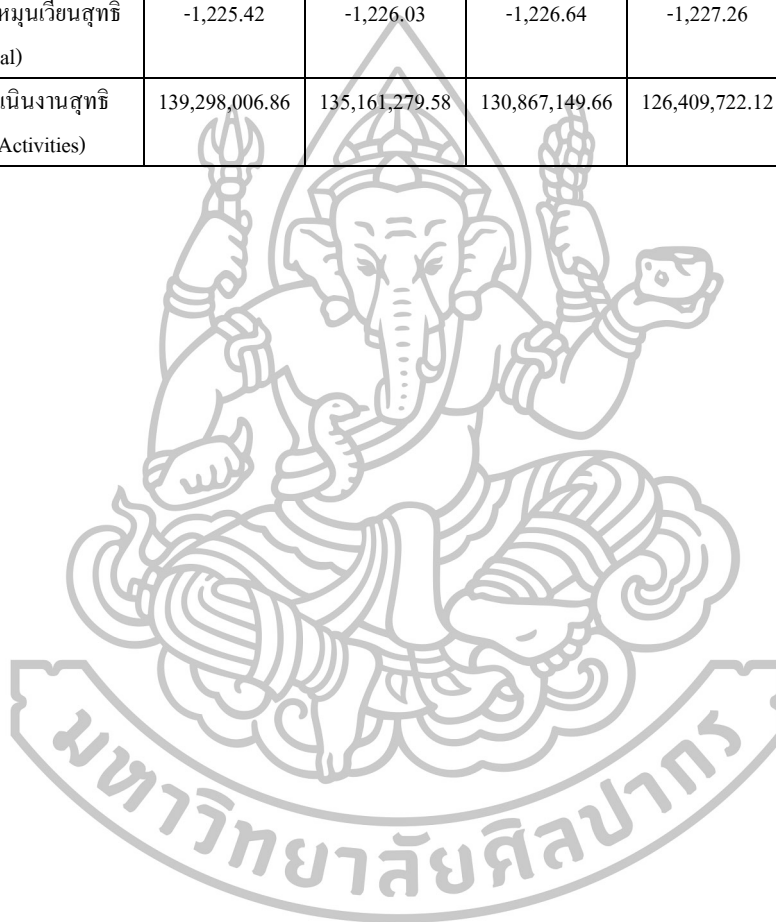 หมุนเวียนสุทธิ -1,225.42 -1,226.03 -1,226.64 -1,227.26
al)
เนินงานสุทธิ 139,298,006.86 135,161,279.58 130,867,149.66 126,409,722.12
Activities)
มหาวิทยาลัยศิลปากร